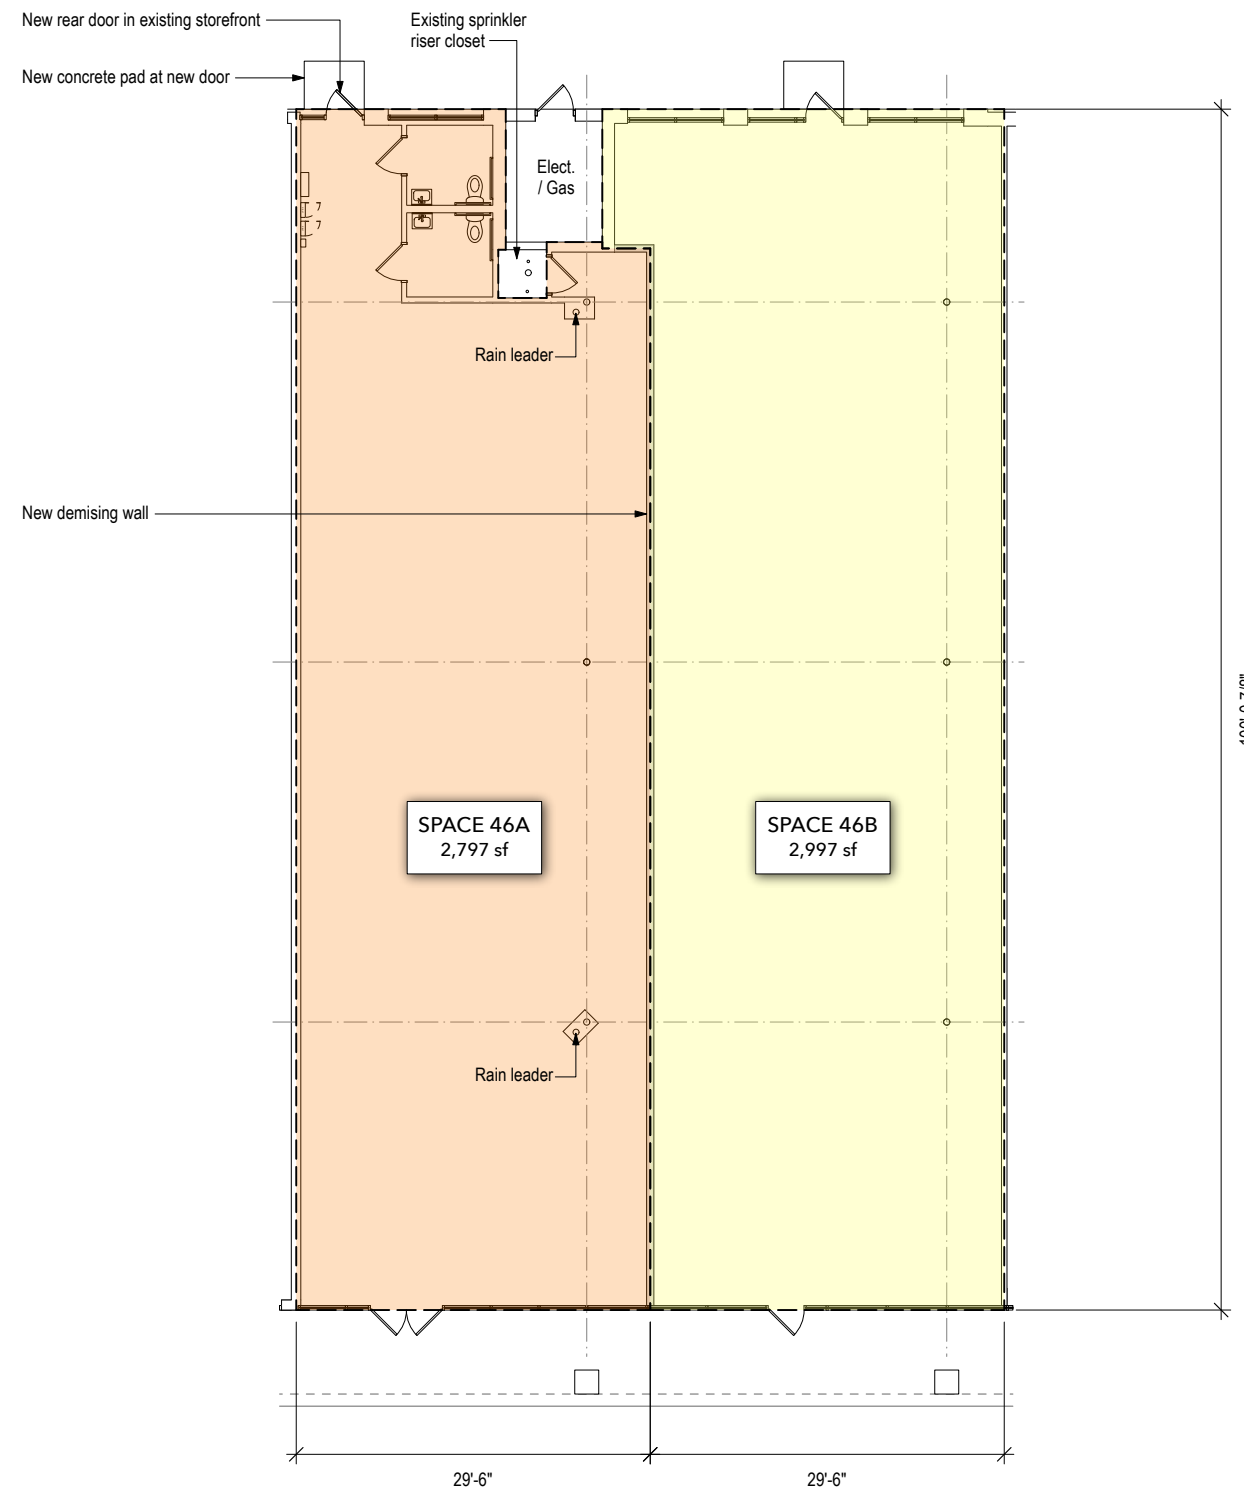 New rear door in existing storefront
Existing sprinkler
riser closet
New concrete pad at new door
Elect.
/ Gas
Rain leader
New demising wall
SPACE 46A
2,797 sf
SPACE 46B
2,997 sf
Rain leader
29'-6"
29'-6"